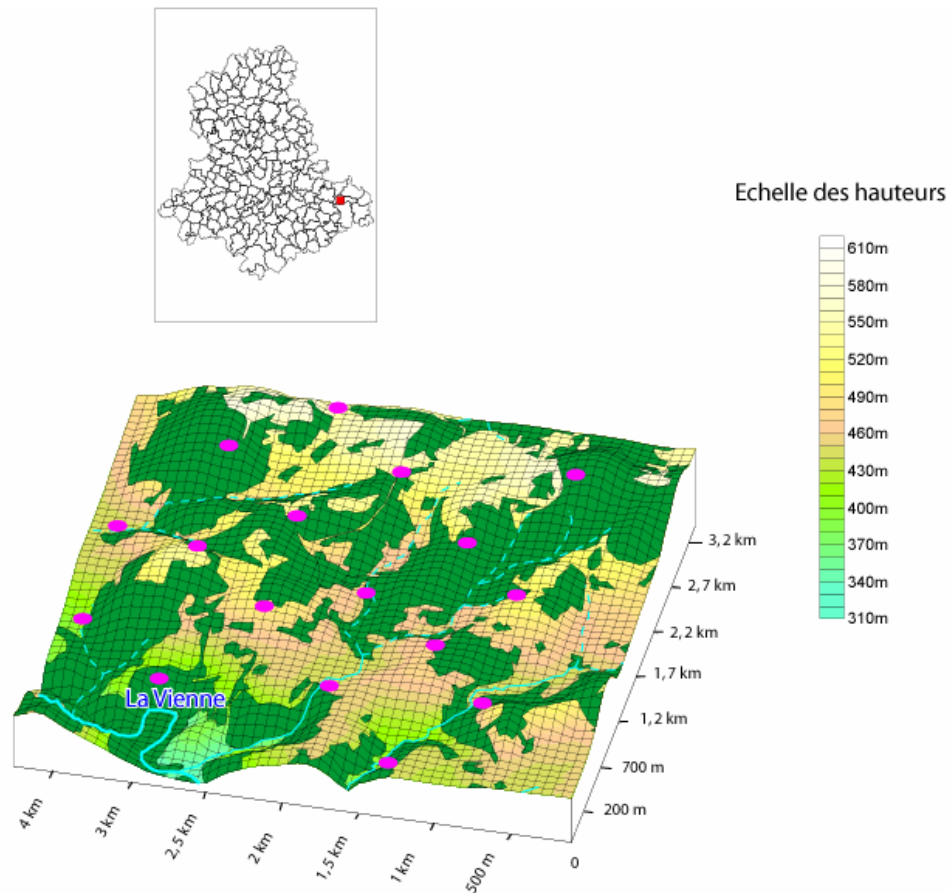 Echelle des hauteurs
610m
580m
550m
520m
490m
460m
430m
400m
370m
340m
310m
La Vienne
3,2 km
2,7 km
2,2 km
1,7 km
1,2 km
700 m
200 m
4 km
3 km
2,5 km
2 km
1,5 km
1 km
500 m
0